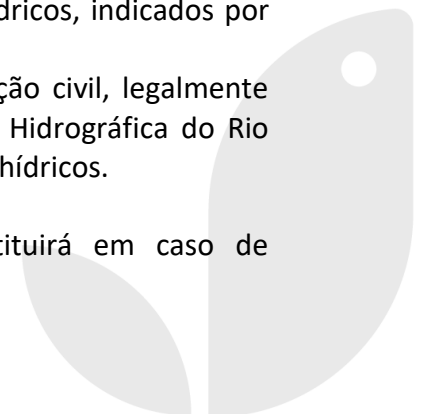 dricos, indicados por
ção civil, legalmente
Hidrográfica do Rio
hídricos.
tituirá em caso de